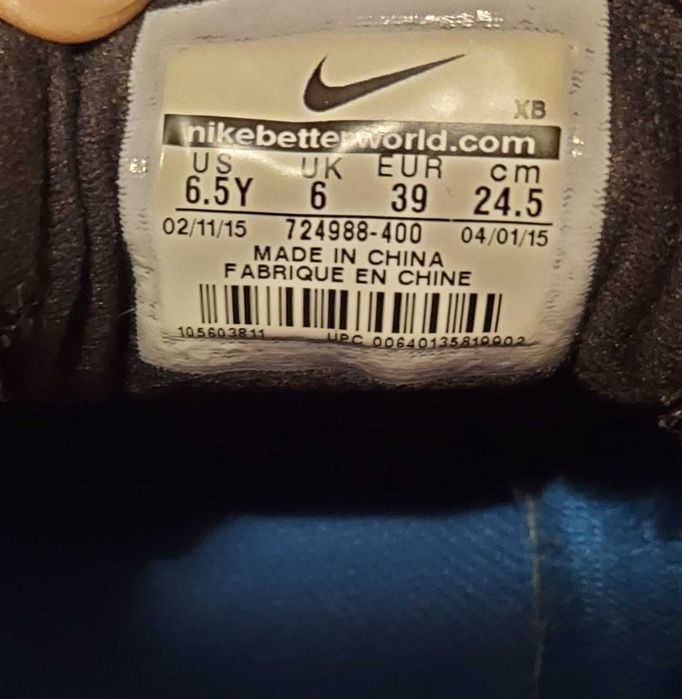 XB
nikebetterworld.com
US UK EUR cm
6.5Y 6 39 24.5
02/11/15 724988-400 04/01/15
MADE IN CHINA
FABRIQUE EN CHINE
105603811 UPC 00640135819902